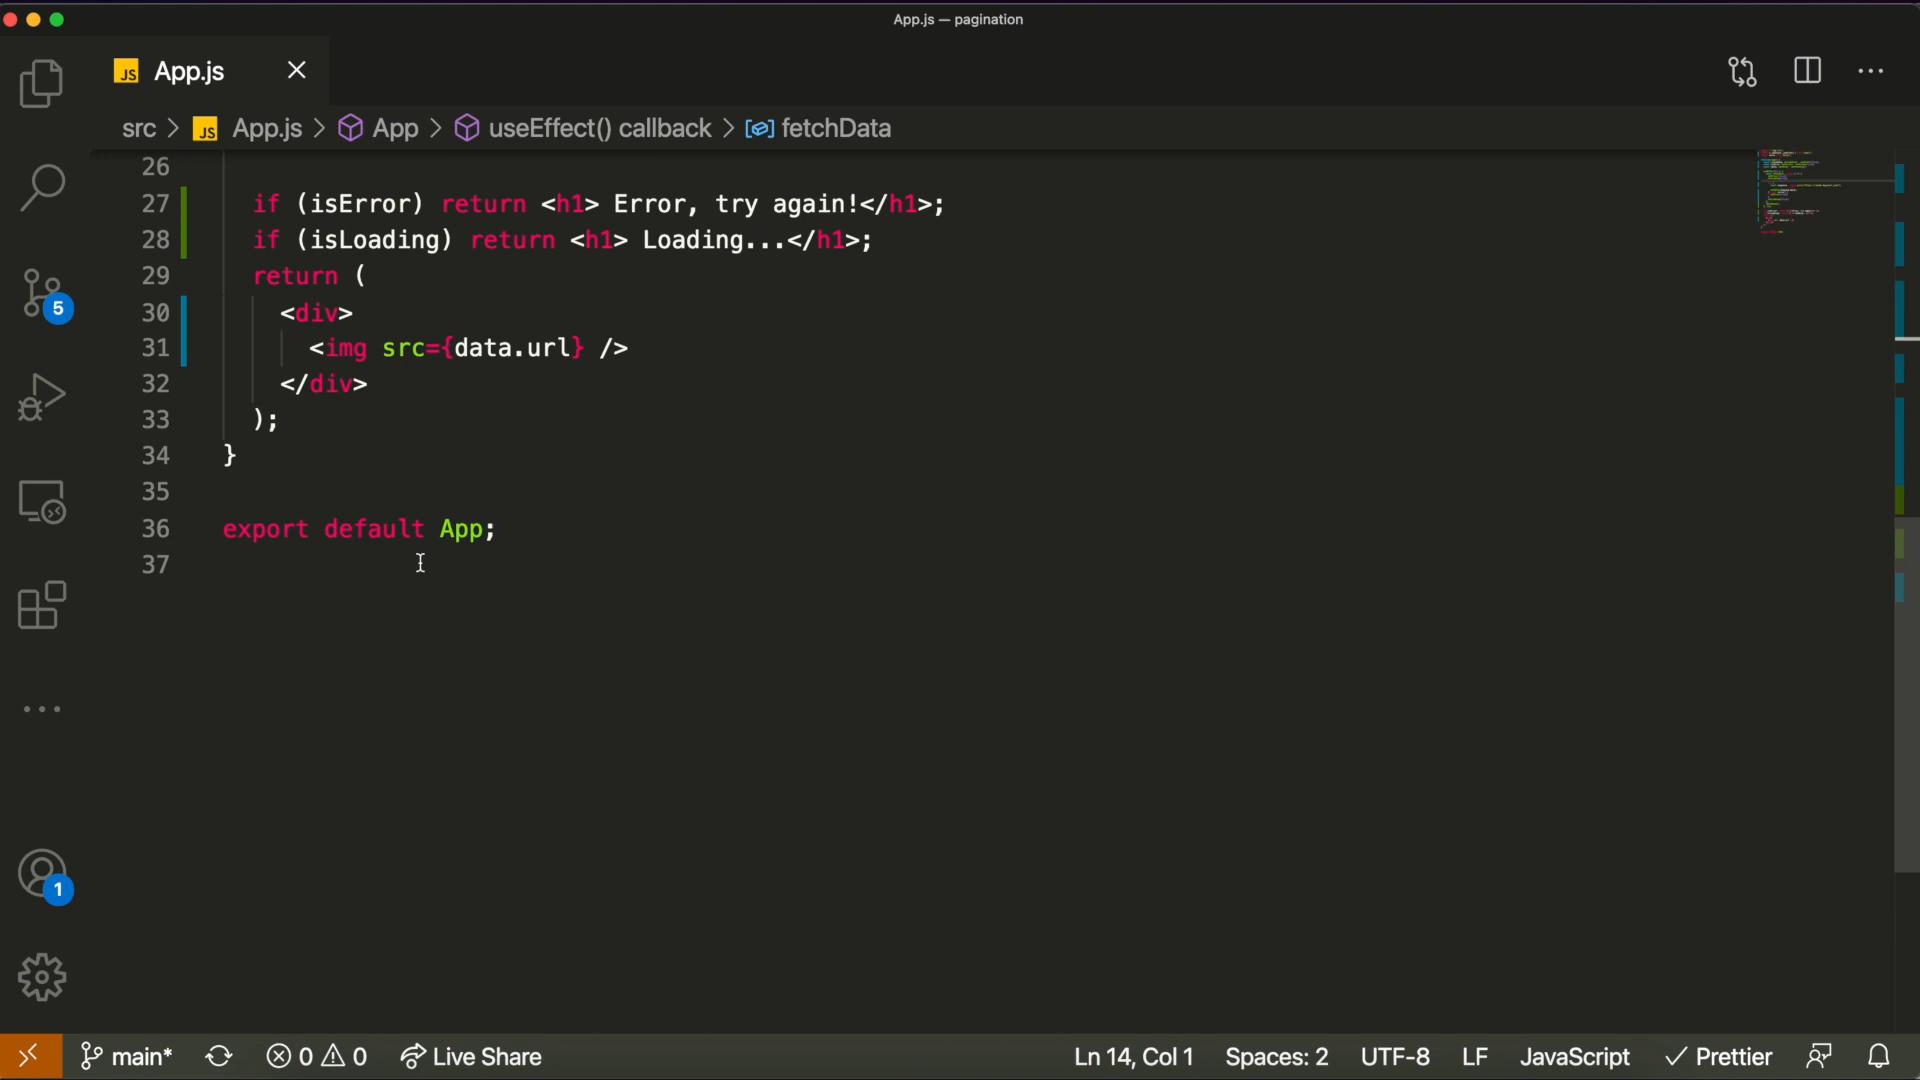 App.js — pagination
JS App.js
src > JS App.js > App > useEffect() callback > fetchData
26
27 if (isError) return <h1> Error, try again!</h1>;
28 if (isLoading) return <h1> Loading...</h1>;
29 return (
30 <div>
31 <img src={data.url} />
32 </div>
33 );
34 }
35
36 export default App;
37
5
1
main* 0 0 Live Share Ln 14, Col 1 Spaces: 2 UTF-8 LF JavaScript Prettier